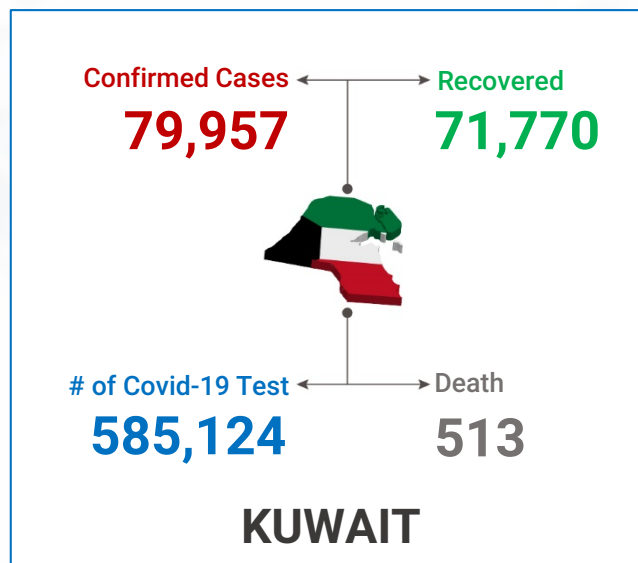 Confirmed Cases
79,957
Recovered
71,770
# of Covid-19 Test
585,124
Death
513
KUWAIT